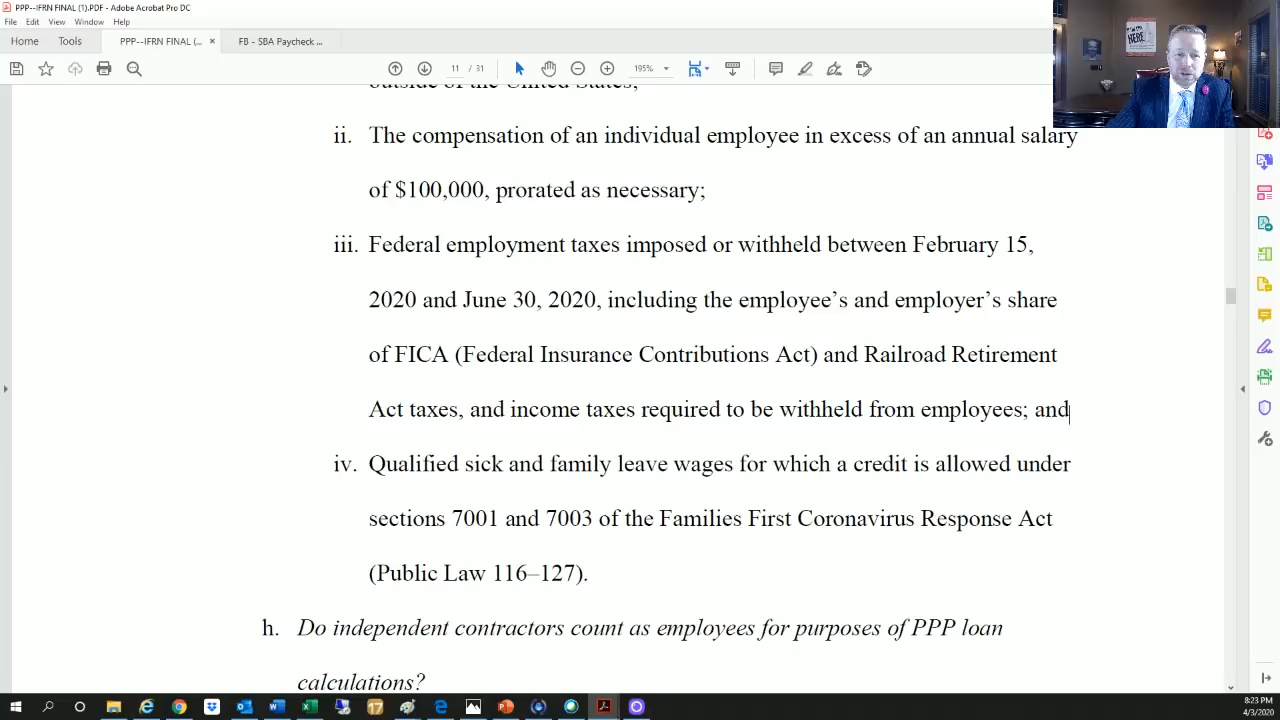 PPP--IFRN FINAL (1).PDF - Adobe Acrobat Pro DC
File Edit View Window Help
Home Tools PPP--IFRN FINAL (... × FB - SBA Paycheck ...
11 / 31 195%
outside of the United States;
ii. The compensation of an individual employee in excess of an annual salary
of $100,000, prorated as necessary;
iii. Federal employment taxes imposed or withheld between February 15,
2020 and June 30, 2020, including the employee’s and employer’s share
of FICA (Federal Insurance Contributions Act) and Railroad Retirement
Act taxes, and income taxes required to be withheld from employees; and
iv. Qualified sick and family leave wages for which a credit is allowed under
sections 7001 and 7003 of the Families First Coronavirus Response Act
(Public Law 116–127).
h. Do independent contractors count as employees for purposes of PPP loan
calculations?
17
8:23 PM
4/3/2020